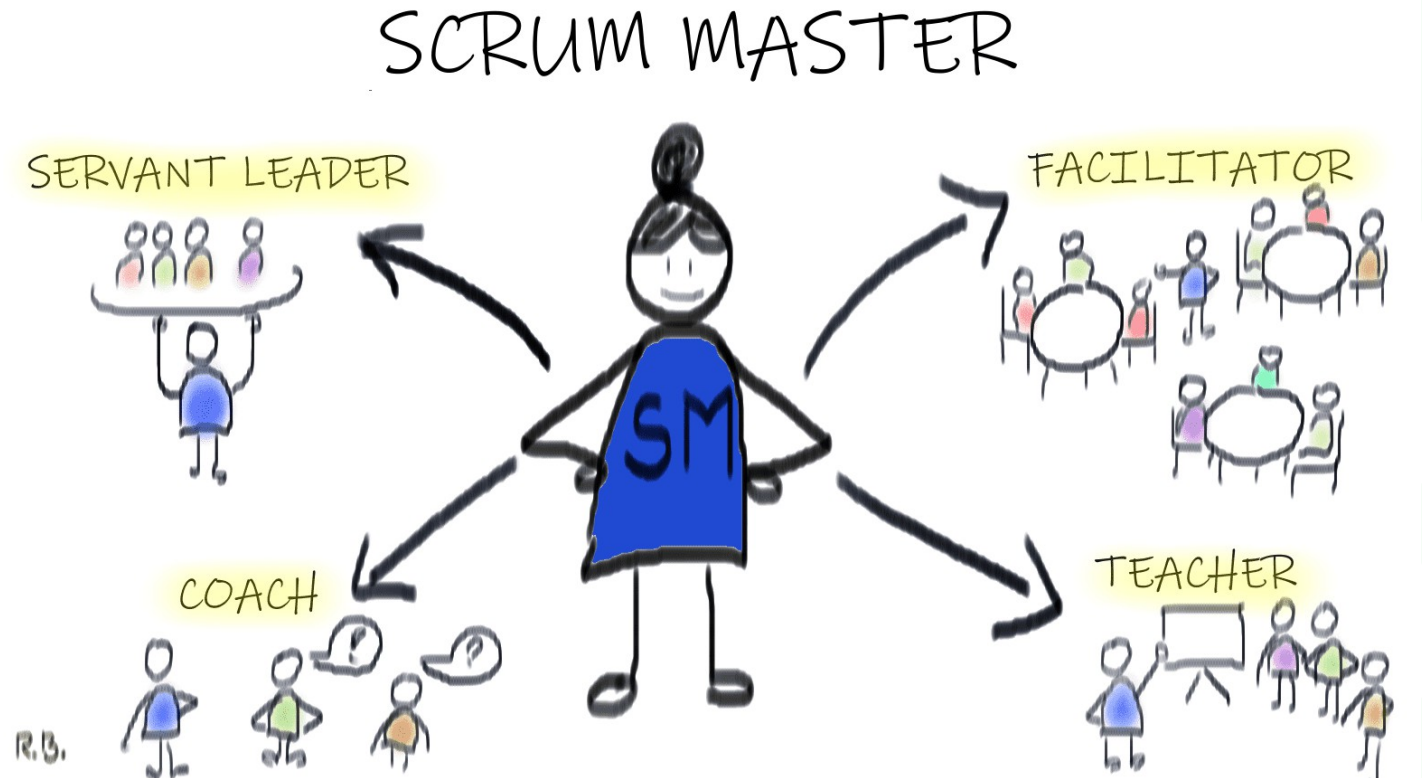 SCRUM MASTER
SERVANT LEADER
FACILITATOR
SM
COACH
!
?
TEACHER
R.B.